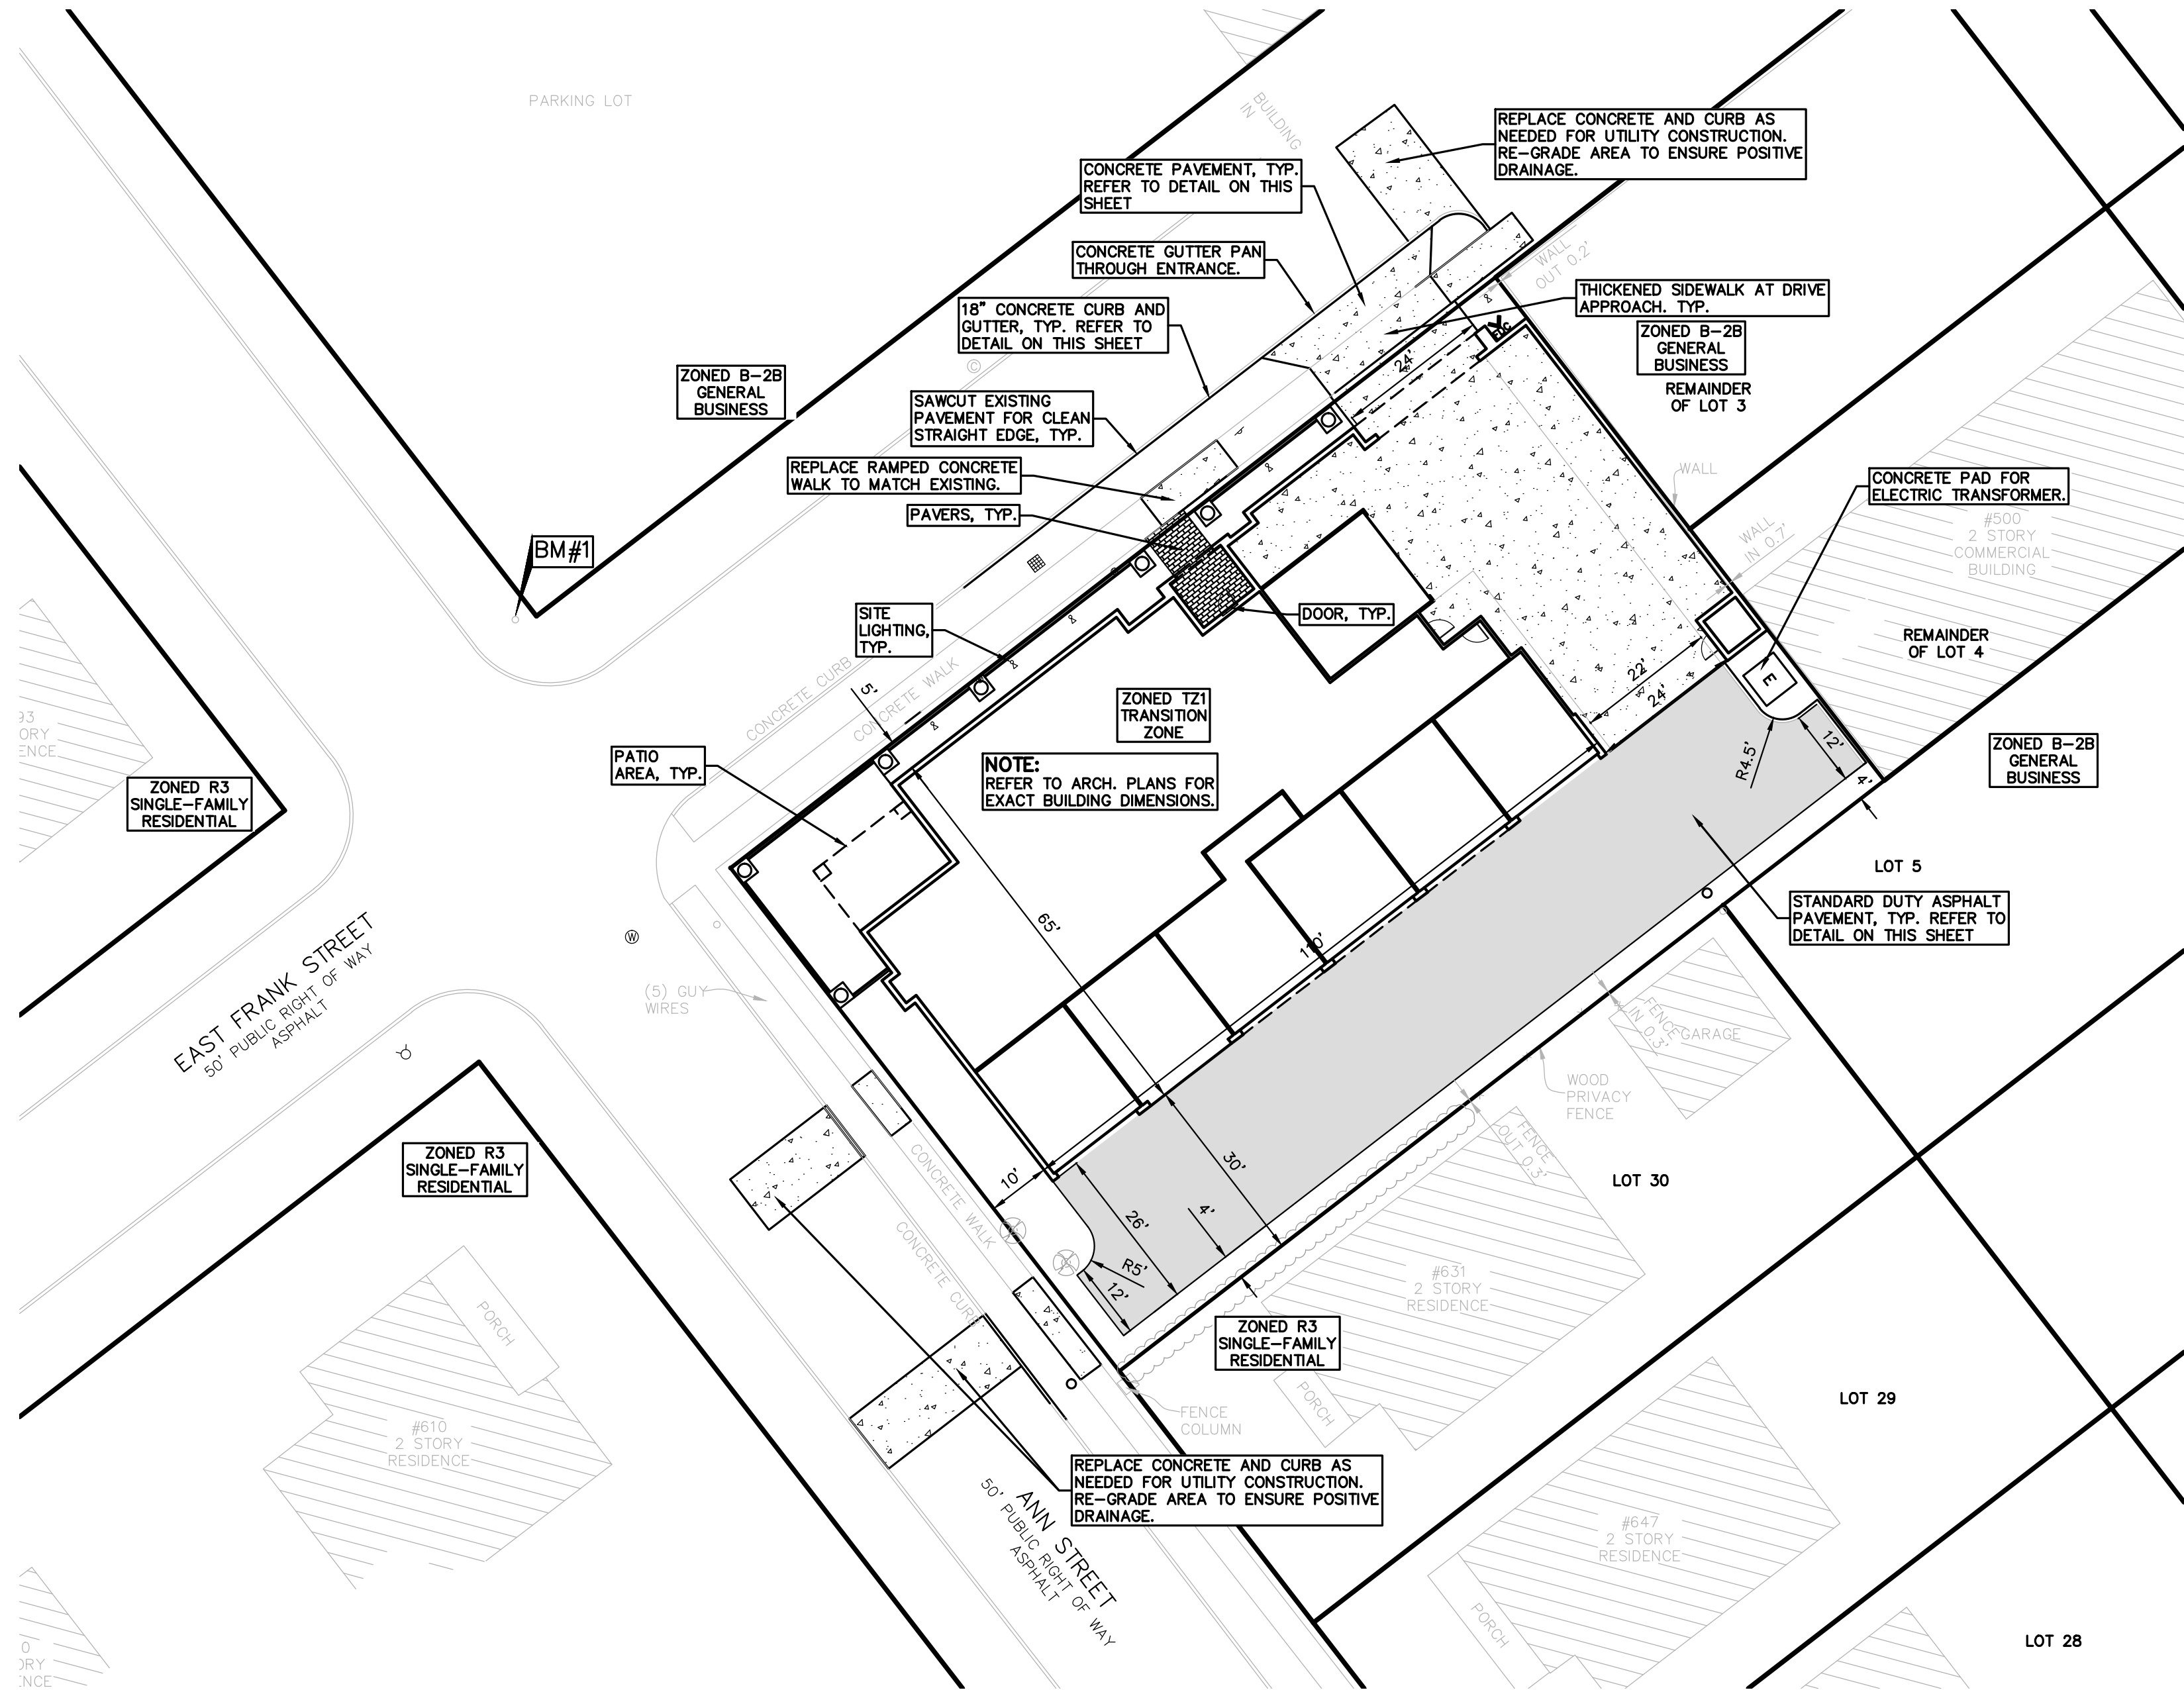 PARKING LOT
BUILDING
IN
REPLACE CONCRETE AND CURB AS
NEEDED FOR UTILITY CONSTRUCTION.
RE-GRADE AREA TO ENSURE POSITIVE
DRAINAGE.
CONCRETE PAVEMENT, TYP.
REFER TO DETAIL ON THIS
SHEET
CONCRETE GUTTER PAN
THROUGH ENTRANCE.
WALL
OUT 0.2'
THICKENED SIDEWALK AT DRIVE
APPROACH. TYP.
18" CONCRETE CURB AND
GUTTER, TYP. REFER TO
DETAIL ON THIS SHEET
ZONED B-2B
GENERAL
BUSINESS
REMAINDER
OF LOT 3
FDC
24'
©
ZONED B-2B
GENERAL
BUSINESS
SAWCUT EXISTING
PAVEMENT FOR CLEAN
STRAIGHT EDGE, TYP.
REPLACE RAMPED CONCRETE
WALK TO MATCH EXISTING.
PAVERS, TYP.
WALL
CONCRETE PAD FOR
ELECTRIC TRANSFORMER.
WALL
IN 0.7'
#500
2 STORY
COMMERCIAL
BUILDING
BM#1
SITE
LIGHTING,
TYP.
DOOR, TYP.
REMAINDER
OF LOT 4
CONCRETE CURB
CONCRETE WALK
5'
ZONED TZ1
TRANSITION
ZONE
22'
24'
E
R4.5'
12'
4'
93
ORY
ENCE
ZONED R3
SINGLE-FAMILY
RESIDENTIAL
PATIO
AREA, TYP.
NOTE:
REFER TO ARCH. PLANS FOR
EXACT BUILDING DIMENSIONS.
ZONED B-2B
GENERAL
BUSINESS
LOT 5
STANDARD DUTY ASPHALT
PAVEMENT, TYP. REFER TO
DETAIL ON THIS SHEET
65'
110'
W
EAST FRANK STREET
50' PUBLIC RIGHT OF WAY
ASPHALT
(5) GUY
WIRES
FENCE
IN 0.3'
GARAGE
WOOD
PRIVACY
FENCE
FENCE
OUT 0.3'
ZONED R3
SINGLE-FAMILY
RESIDENTIAL
CONCRETE WALK
CONCRETE CURB
10'
30'
26'
4'
R5'
12'
LOT 30
#631
2 STORY
RESIDENCE
PORCH
ZONED R3
SINGLE-FAMILY
RESIDENTIAL
PORCH
FENCE
COLUMN
LOT 29
#610
2 STORY
RESIDENCE
REPLACE CONCRETE AND CURB AS
NEEDED FOR UTILITY CONSTRUCTION.
RE-GRADE AREA TO ENSURE POSITIVE
DRAINAGE.
ANN STREET
50' PUBLIC RIGHT OF WAY
ASPHALT
#647
2 STORY
RESIDENCE
PORCH
LOT 28
0
ORY
ENCE